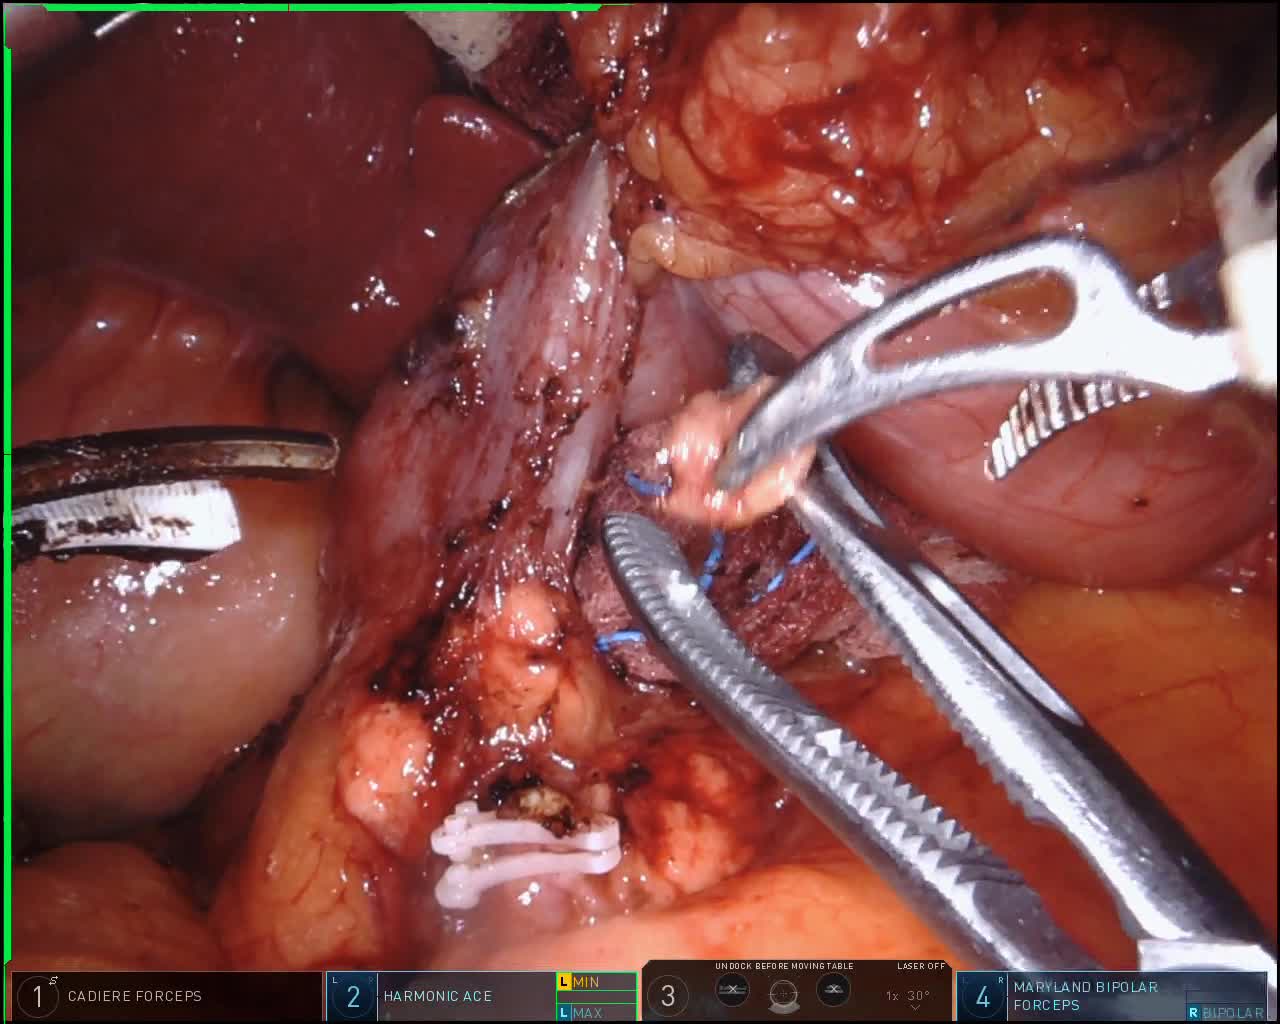 UNDOCK BEFORE MOVING TABLE LASER OFF
1 CADIERE FORCEPS
L
2 HARMONIC ACE
L MIN
L MAX
3
1x 30°
R
4 MARYLAND BIPOLAR
FORCEPS
R BIPOLAR